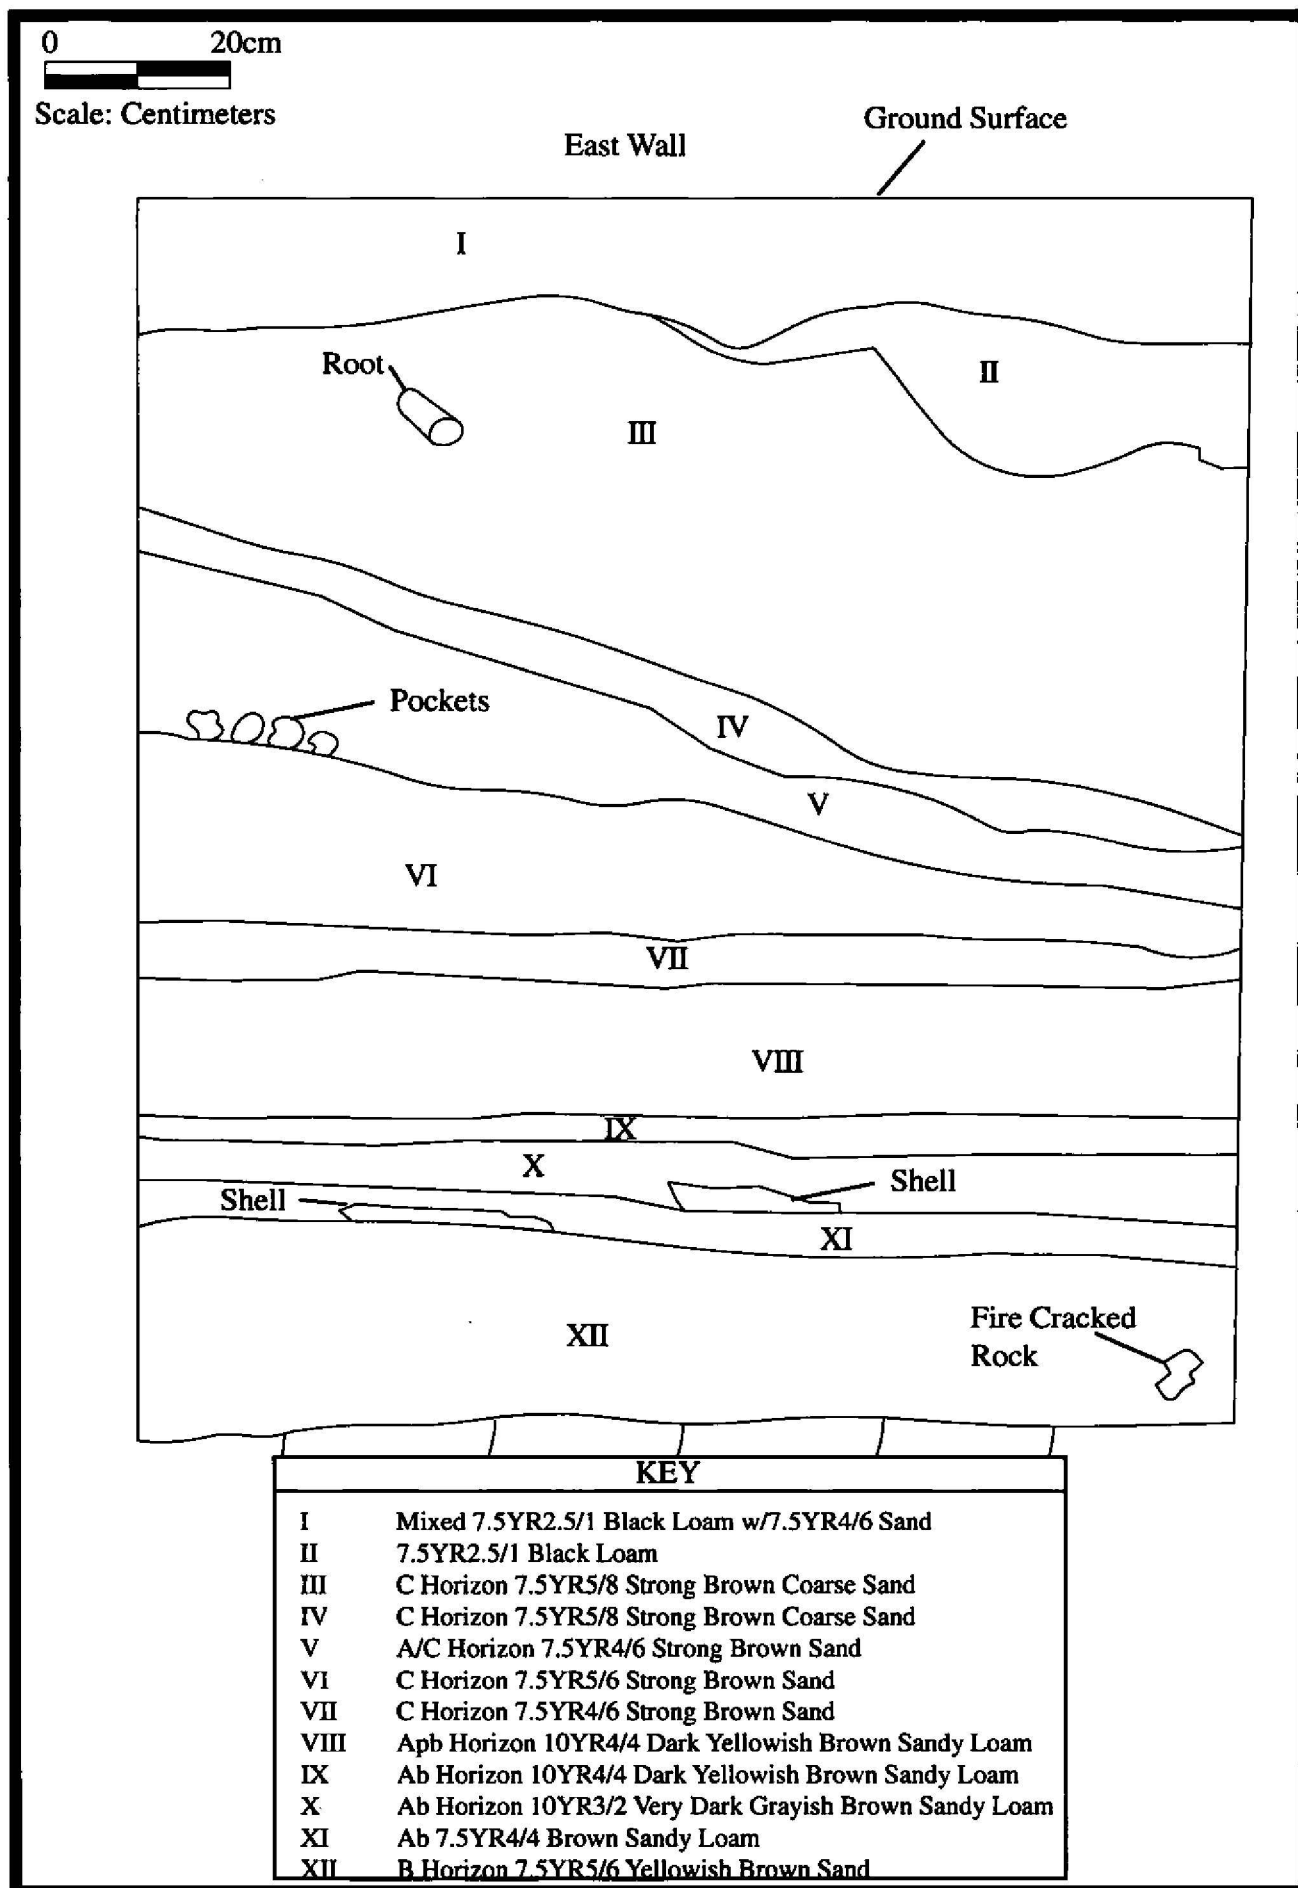 0 20cm
Scale: Centimeters
Ground Surface
East Wall
I
Root
II
III
Pockets
IV
V
VI
VII
VIII
IX
X
Shell
Shell
XI
Fire Cracked
Rock
XII
KEY
I Mixed 7.5YR2.5/1 Black Loam w/7.5YR4/6 Sand
II 7.5YR2.5/1 Black Loam
III C Horizon 7.5YR5/8 Strong Brown Coarse Sand
IV C Horizon 7.5YR5/8 Strong Brown Coarse Sand
V A/C Horizon 7.5YR4/6 Strong Brown Sand
VI C Horizon 7.5YR5/6 Strong Brown Sand
VII C Horizon 7.5YR4/6 Strong Brown Sand
VIII Apb Horizon 10YR4/4 Dark Yellowish Brown Sandy Loam
IX Ab Horizon 10YR4/4 Dark Yellowish Brown Sandy Loam
X Ab Horizon 10YR3/2 Very Dark Grayish Brown Sandy Loam
XI Ab 7.5YR4/4 Brown Sandy Loam
XII B Horizon 7.5YR5/6 Yellowish Brown Sand